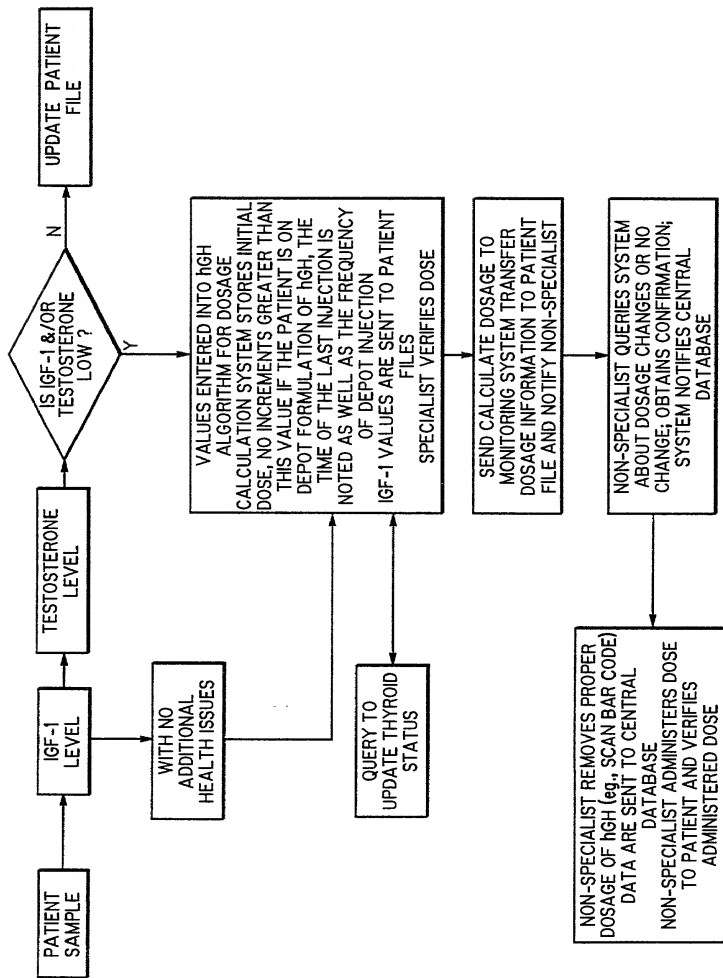 PATIENT
SAMPLE
IGF-1
LEVEL
TESTOSTERONE
LEVEL
IS IGF-1 &/OR
TESTOSTERONE
LOW ?
N
UPDATE PATIENT
FILE
Y
WITH NO
ADDITIONAL
HEALTH ISSUES
VALUES ENTERED INTO hGH
ALGORITHM FOR DOSAGE
CALCULATION SYSTEM STORES INITIAL
DOSE, NO INCREMENTS GREATER THAN
THIS VALUE IF THE PATIENT IS ON
DEPOT FORMULATION OF hGH, THE
TIME OF THE LAST INJECTION IS
NOTED AS WELL AS THE FREQUENCY
OF DEPOT INJECTION
IGF-1 VALUES ARE SENT TO PATIENT
FILES
SPECIALIST VERIFIES DOSE
QUERY TO
UPDATE THYROID
STATUS
SEND CALCULATE DOSAGE TO
MONITORING SYSTEM TRANSFER
DOSAGE INFORMATION TO PATIENT
FILE AND NOTIFY NON-SPECIALIST
NON-SPECIALIST QUERIES SYSTEM
ABOUT DOSAGE CHANGES OR NO
CHANGE; OBTAINS CONFIRMATION;
SYSTEM NOTIFIES CENTRAL
DATABASE
NON-SPECIALIST REMOVES PROPER
DOSAGE OF hGH (eg., SCAN BAR CODE)
DATA ARE SENT TO CENTRAL
DATABASE
NON-SPECIALIST ADMINISTERS DOSE
TO PATIENT AND VERIFIES
ADMINISTERED DOSE